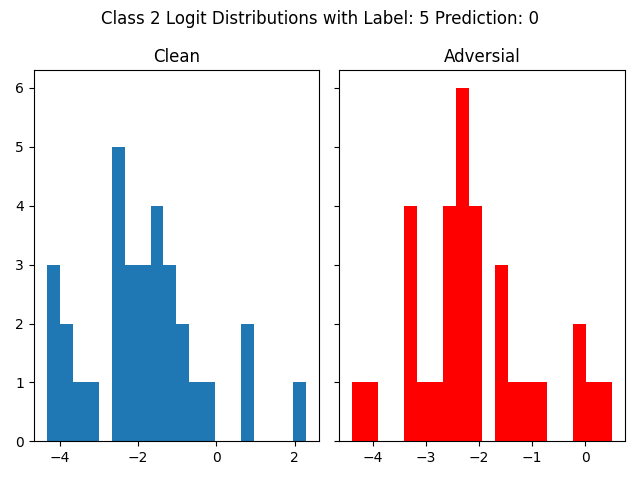 Class 2 Logit Distributions with Label: 5 Prediction: 0
Clean
Adversial
6
5
4
3
2
1
0
−4 −2 0 2
−4 −3 −2 −1 0